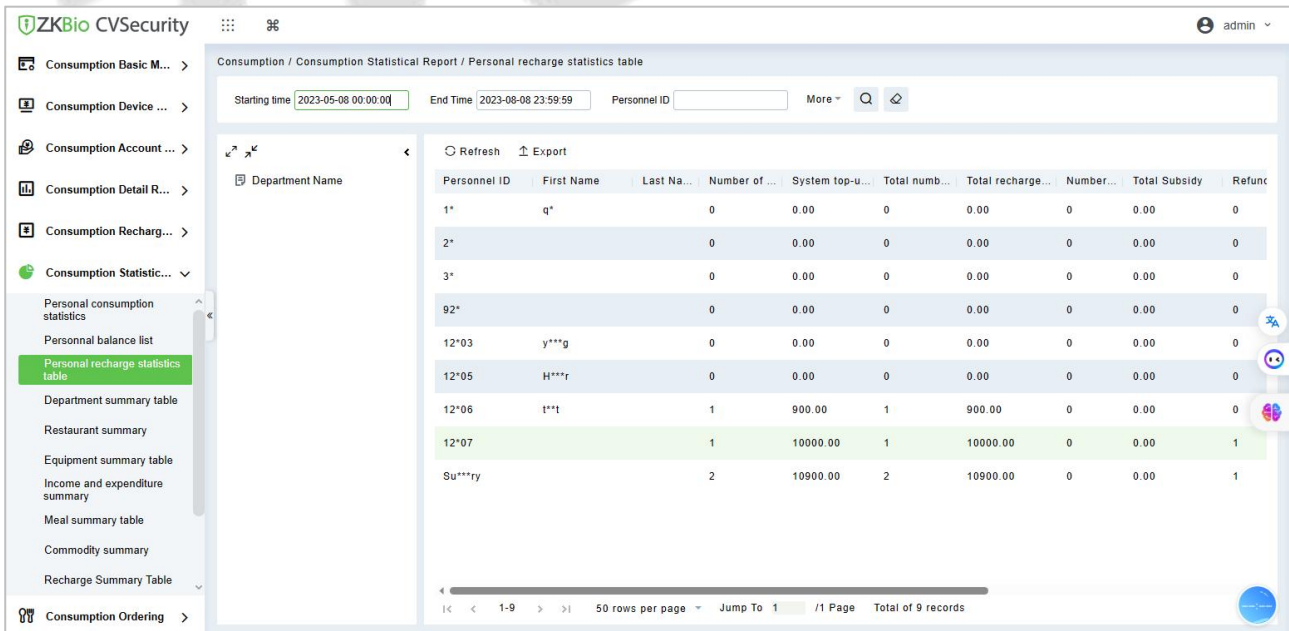 ZKBio CVSecurity
admin
Consumption Basic M...
Consumption Device ...
Consumption Account ...
Consumption Detail R...
Consumption Recharg...
Consumption Statistic...
Personal consumption
statistics
Personnal balance list
Personal recharge statistics
table
Department summary table
Restaurant summary
Equipment summary table
Income and expenditure
summary
Meal summary table
Commodity summary
Recharge Summary Table
Consumption Ordering
Consumption / Consumption Statistical Report / Personal recharge statistics table
Starting time 2023-05-08 00:00:00 End Time 2023-08-08 23:59:59 Personnel ID More
Department Name
Refresh Export
Personnel ID First Name Last Na... Number of ... System top-u... Total numb... Total recharge... Number... Total Subsidy Refunc
1* q* 0 0.00 0 0.00 0 0.00 0
2* 0 0.00 0 0.00 0 0.00 0
3* 0 0.00 0 0.00 0 0.00 0
92* 0 0.00 0 0.00 0 0.00 0
12*03 y***g 0 0.00 0 0.00 0 0.00 0
12*05 H***r 0 0.00 0 0.00 0 0.00 0
12*06 t**t 1 900.00 1 900.00 0 0.00 0
12*07 1 10000.00 1 10000.00 0 0.00 1
Su***ry 2 10900.00 2 10900.00 0 0.00 1
1-9 50 rows per page Jump To 1 /1 Page Total of 9 records